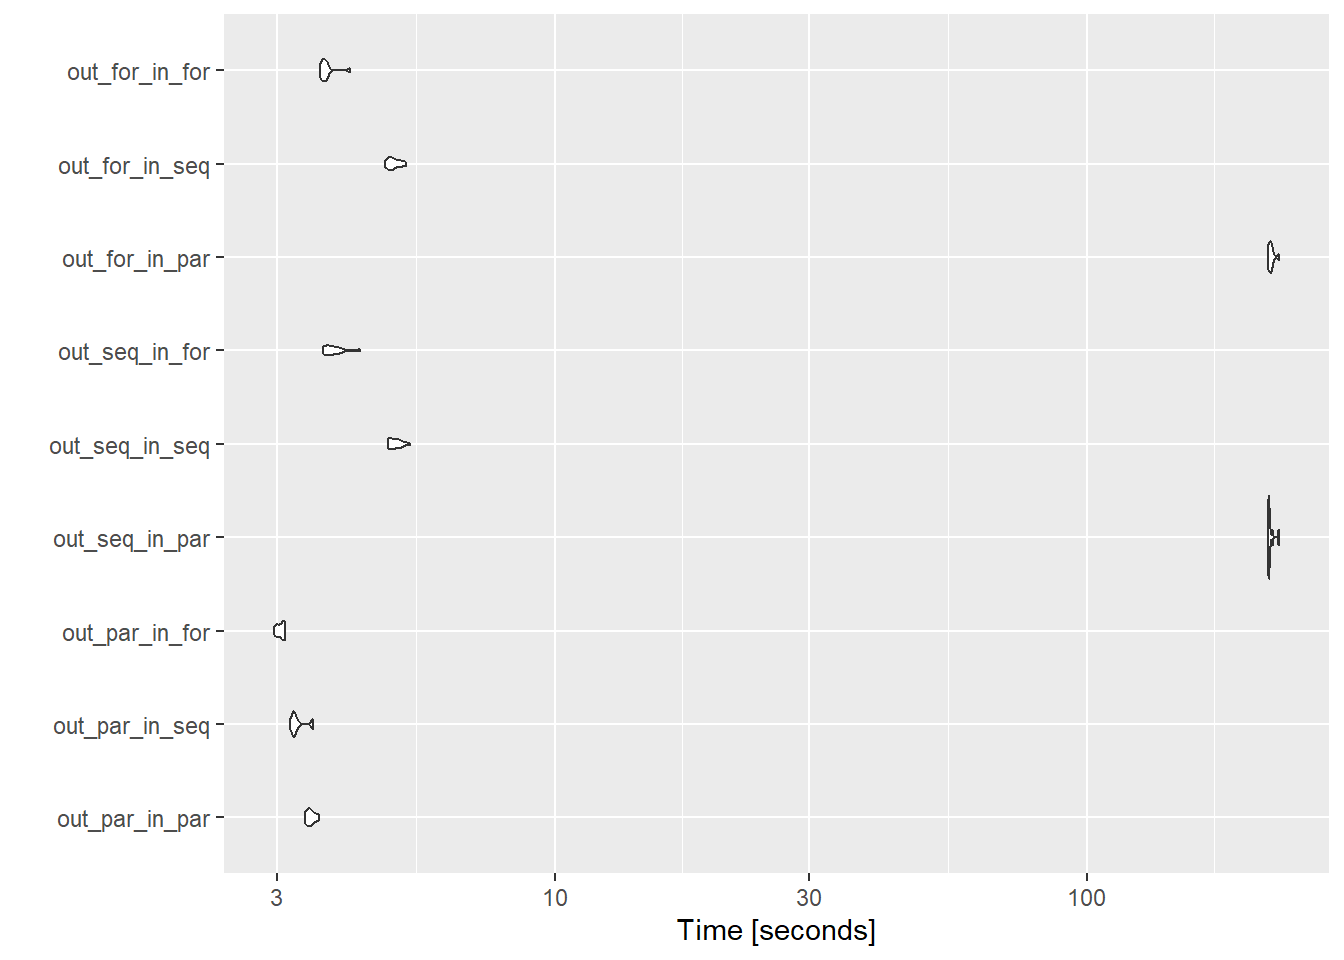 out_for_in_for
out_for_in_seq
out_for_in_par
out_seq_in_for
out_seq_in_seq
out_seq_in_par
out_par_in_for
out_par_in_seq
out_par_in_par
3 10 30 100
Time [seconds]